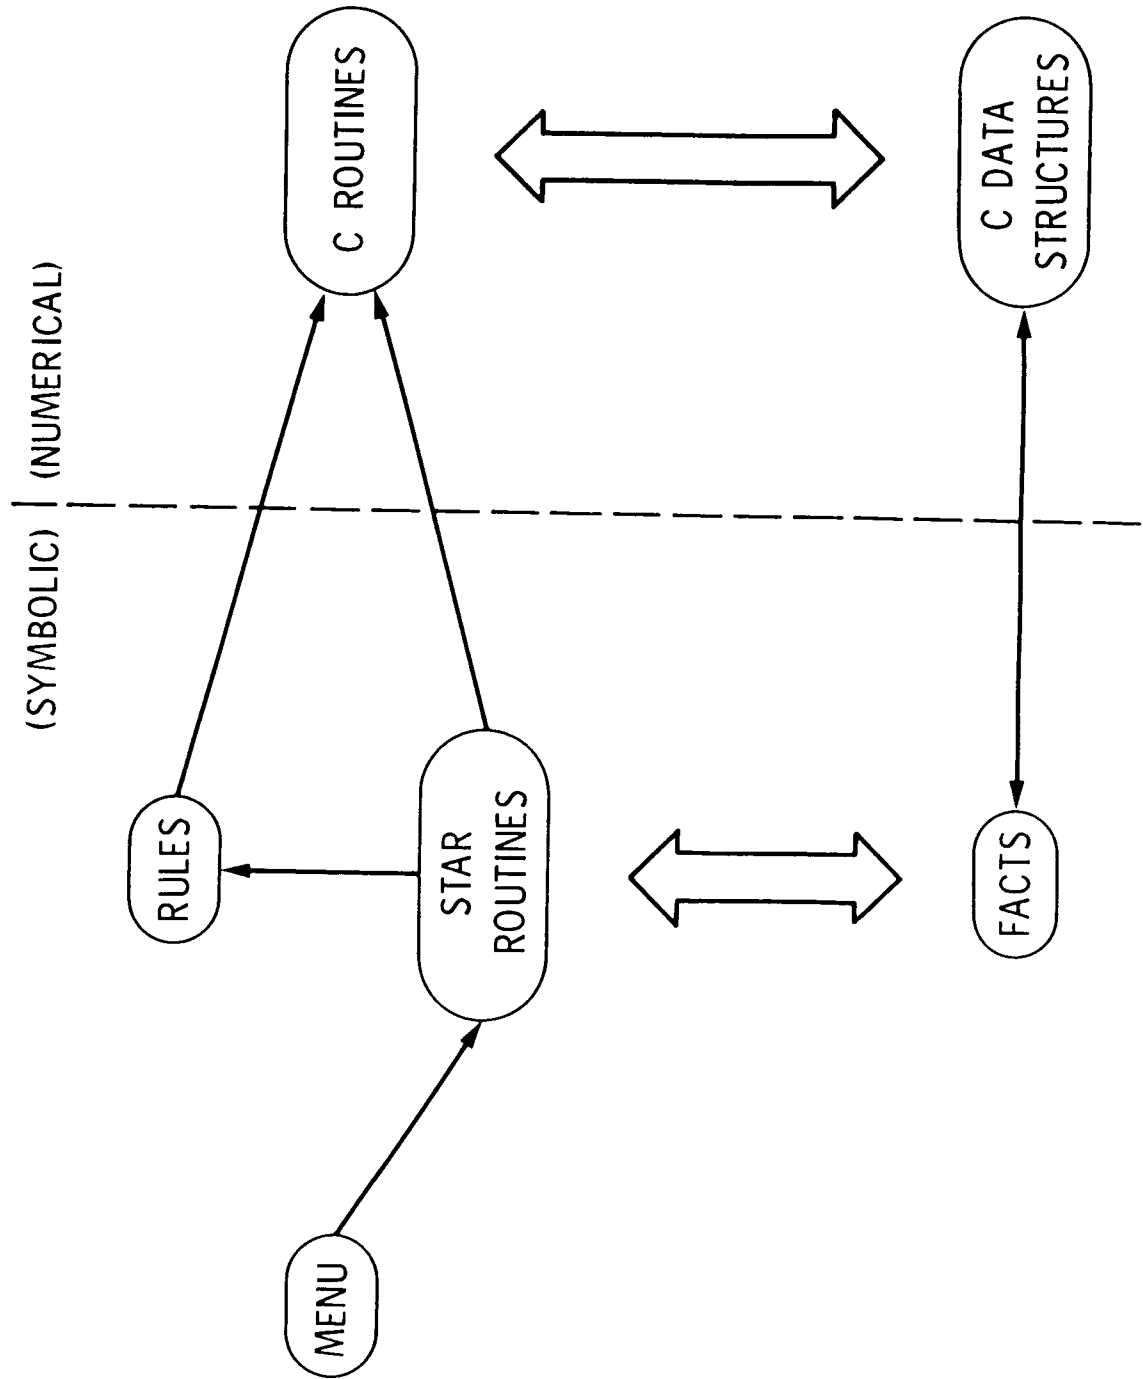 (SYMBOLIC) | (NUMERICAL)
RULES
C ROUTINES
MENU
STAR
ROUTINES
FACTS
C DATA
STRUCTURES